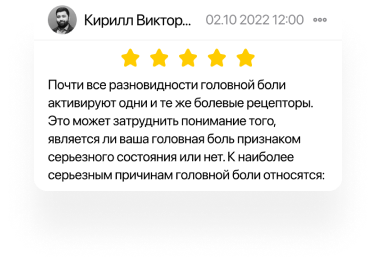 Кирилл Виктор... 02.10 2022 12:00
Почти все разновидности головной боли
активируют одни и те же болевые рецепторы.
Это может затруднить понимание того,
является ли ваша головная боль признаком
серьезного состояния или нет. К наиболее
серьезным причинам головной боли относятся: